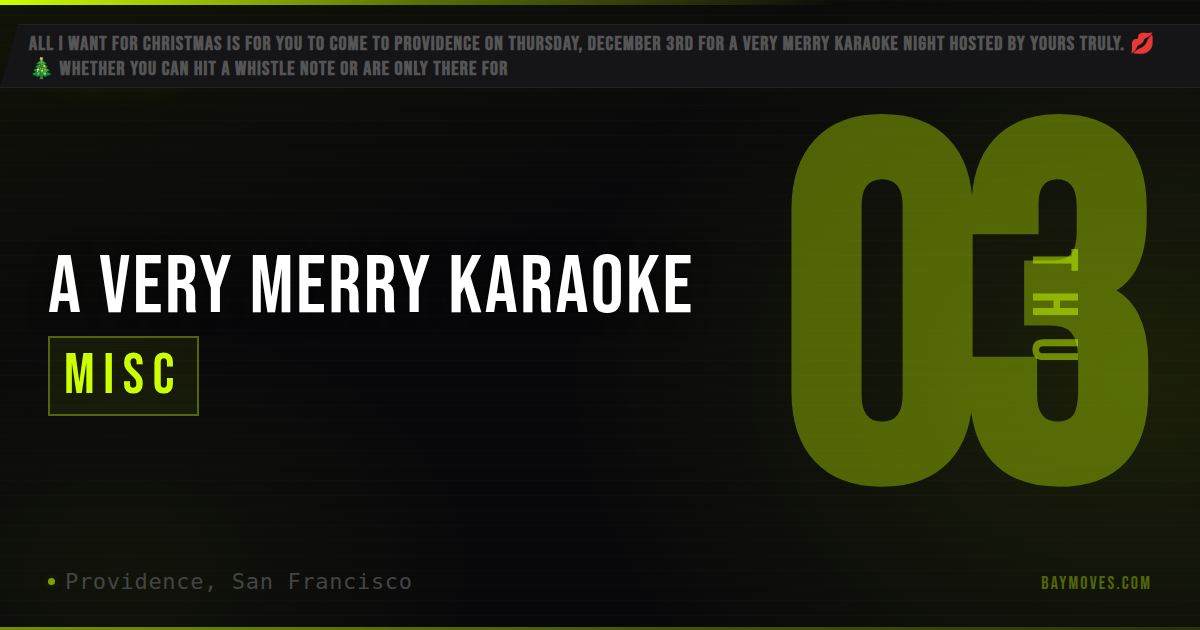 ALL I WANT FOR CHRISTMAS IS FOR YOU TO COME TO PROVIDENCE ON THURSDAY, DECEMBER 3RD FOR A VERY MERRY KARAOKE NIGHT HOSTED BY YOURS TRULY. 💋
🎄 WHETHER YOU CAN HIT A WHISTLE NOTE OR ARE ONLY THERE FOR
03
THU
A VERY MERRY KARAOKE
MISC
Providence, San Francisco
BAYMOVES.COM